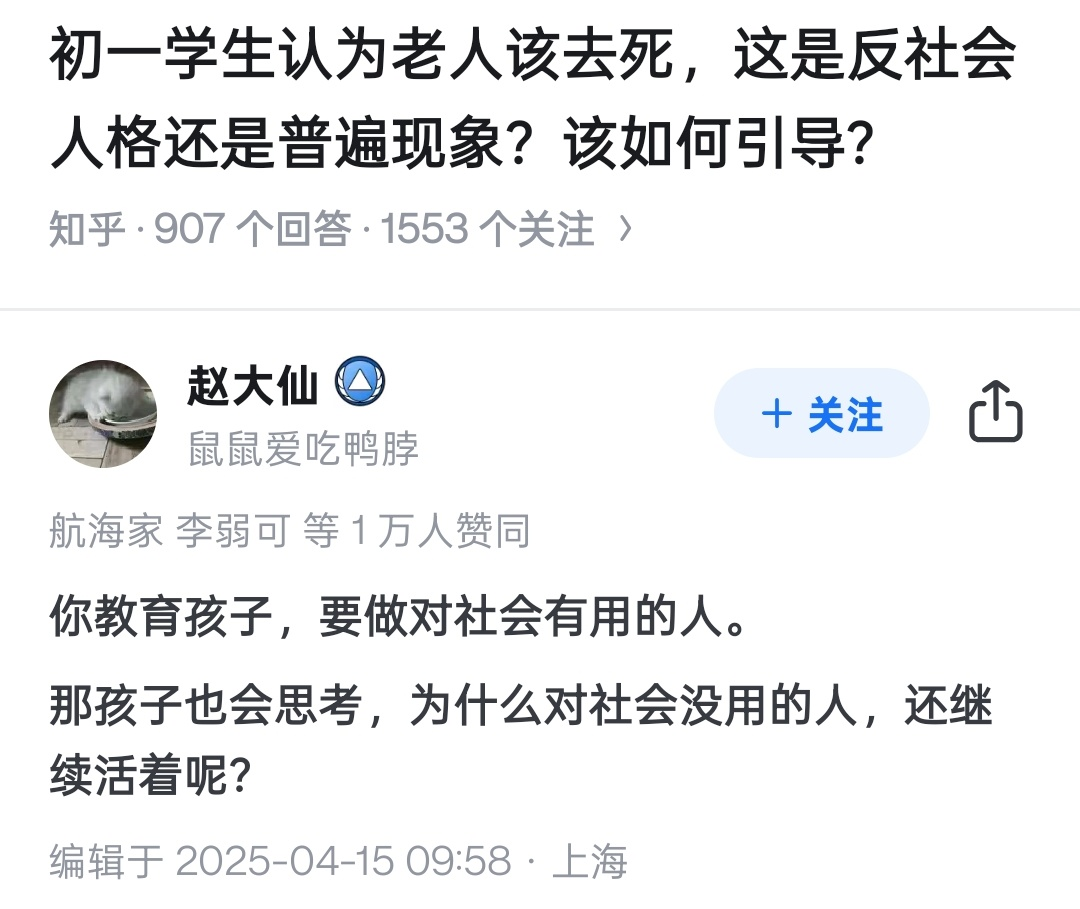 初一学生认为老人该去死，这是反社会
人格还是普遍现象？该如何引导？
知乎 · 907 个回答 · 1553 个关注 〉
赵大仙
+ 关注
鼠鼠爱吃鸭脖
航海家 李弱可 等 1 万人赞同
你教育孩子，要做对社会有用的人。
那孩子也会思考，为什么对社会没用的人，还继
续活着呢？
编辑于 2025-04-15 09:58 · 上海